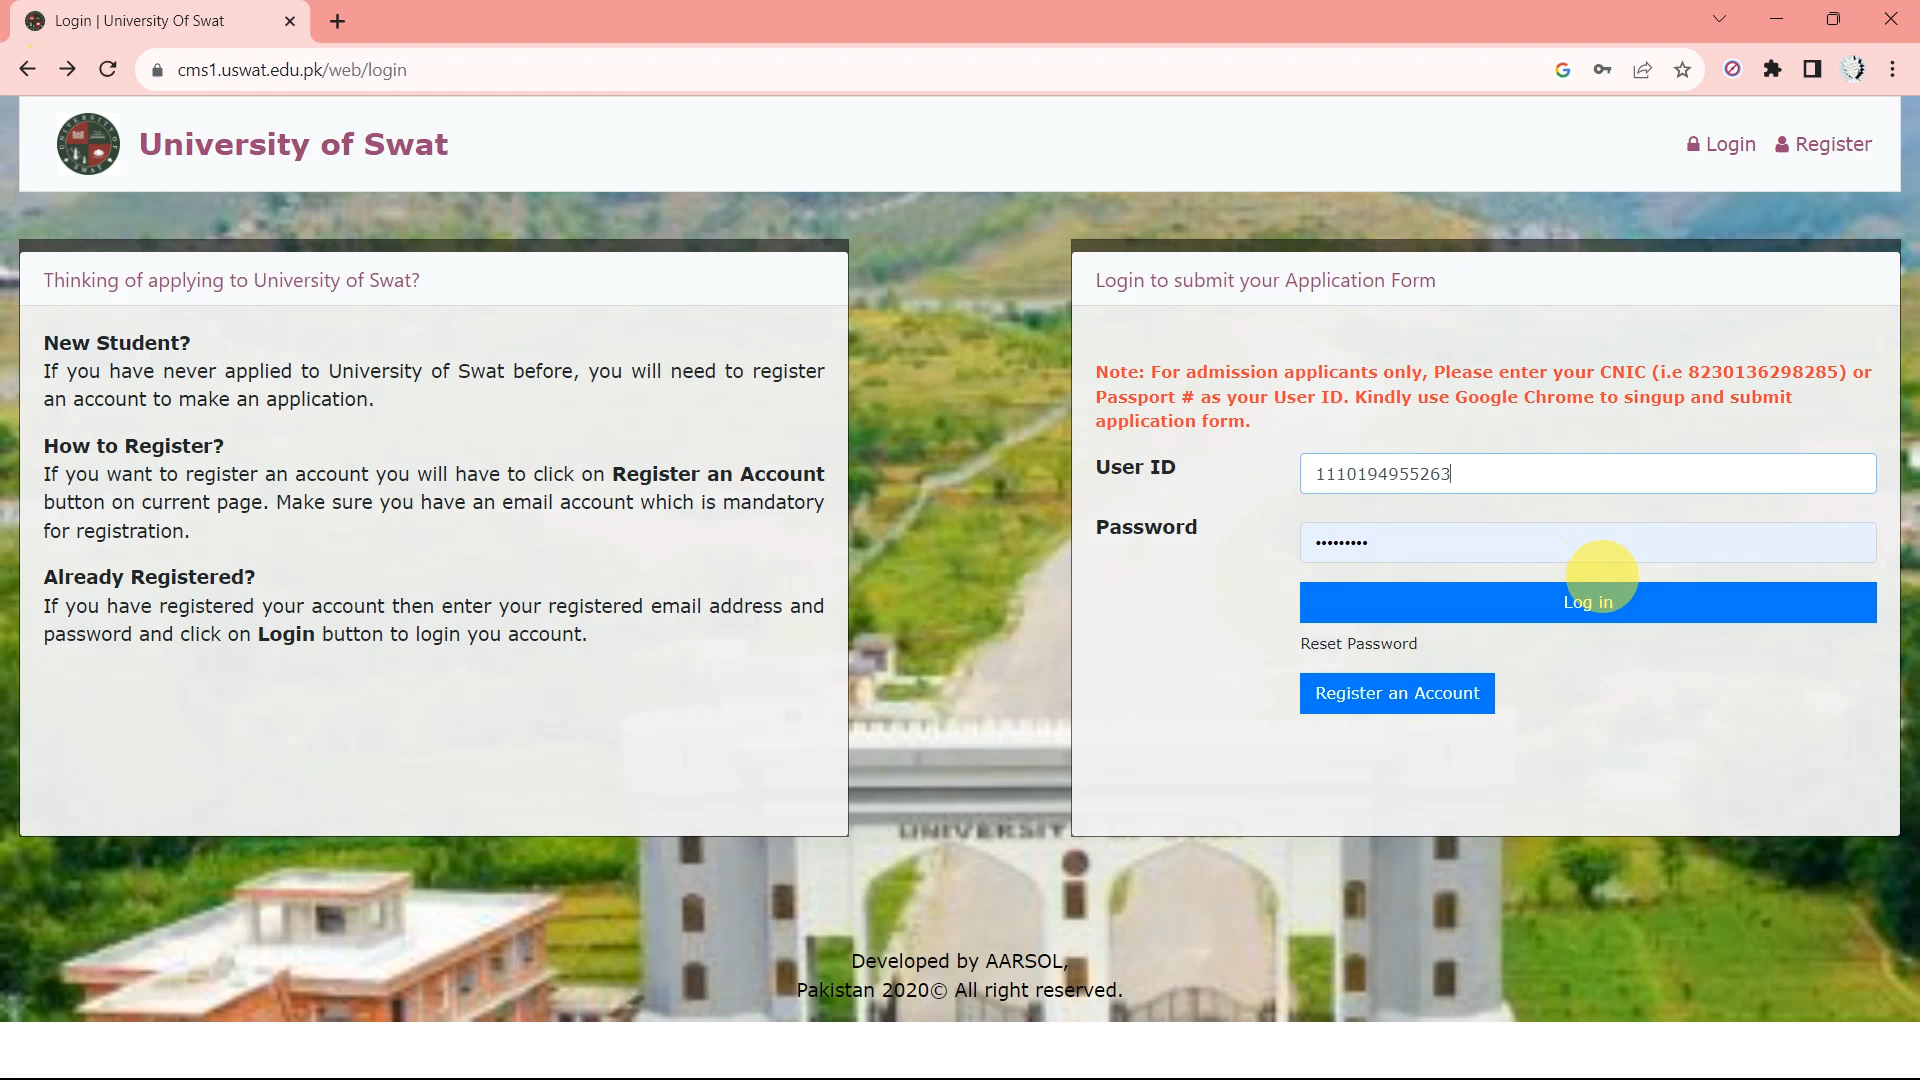 Login | University Of Swat
cms1.uswat.edu.pk/web/login
University of Swat
Login Register
Thinking of applying to University of Swat?
New Student?
If you have never applied to University of Swat before, you will need to register
an account to make an application.
How to Register?
If you want to register an account you will have to click on Register an Account
button on current page. Make sure you have an email account which is mandatory
for registration.
Already Registered?
If you have registered your account then enter your registered email address and
password and click on Login button to login you account.
Login to submit your Application Form
Note: For admission applicants only, Please enter your CNIC (i.e 8230136298285) or
Passport # as your User ID. Kindly use Google Chrome to singup and submit
application form.
User ID
1110194955263
Password
•••••••••
Log in
Reset Password
Register an Account
Developed by AARSOL,
Pakistan 2020© All right reserved.